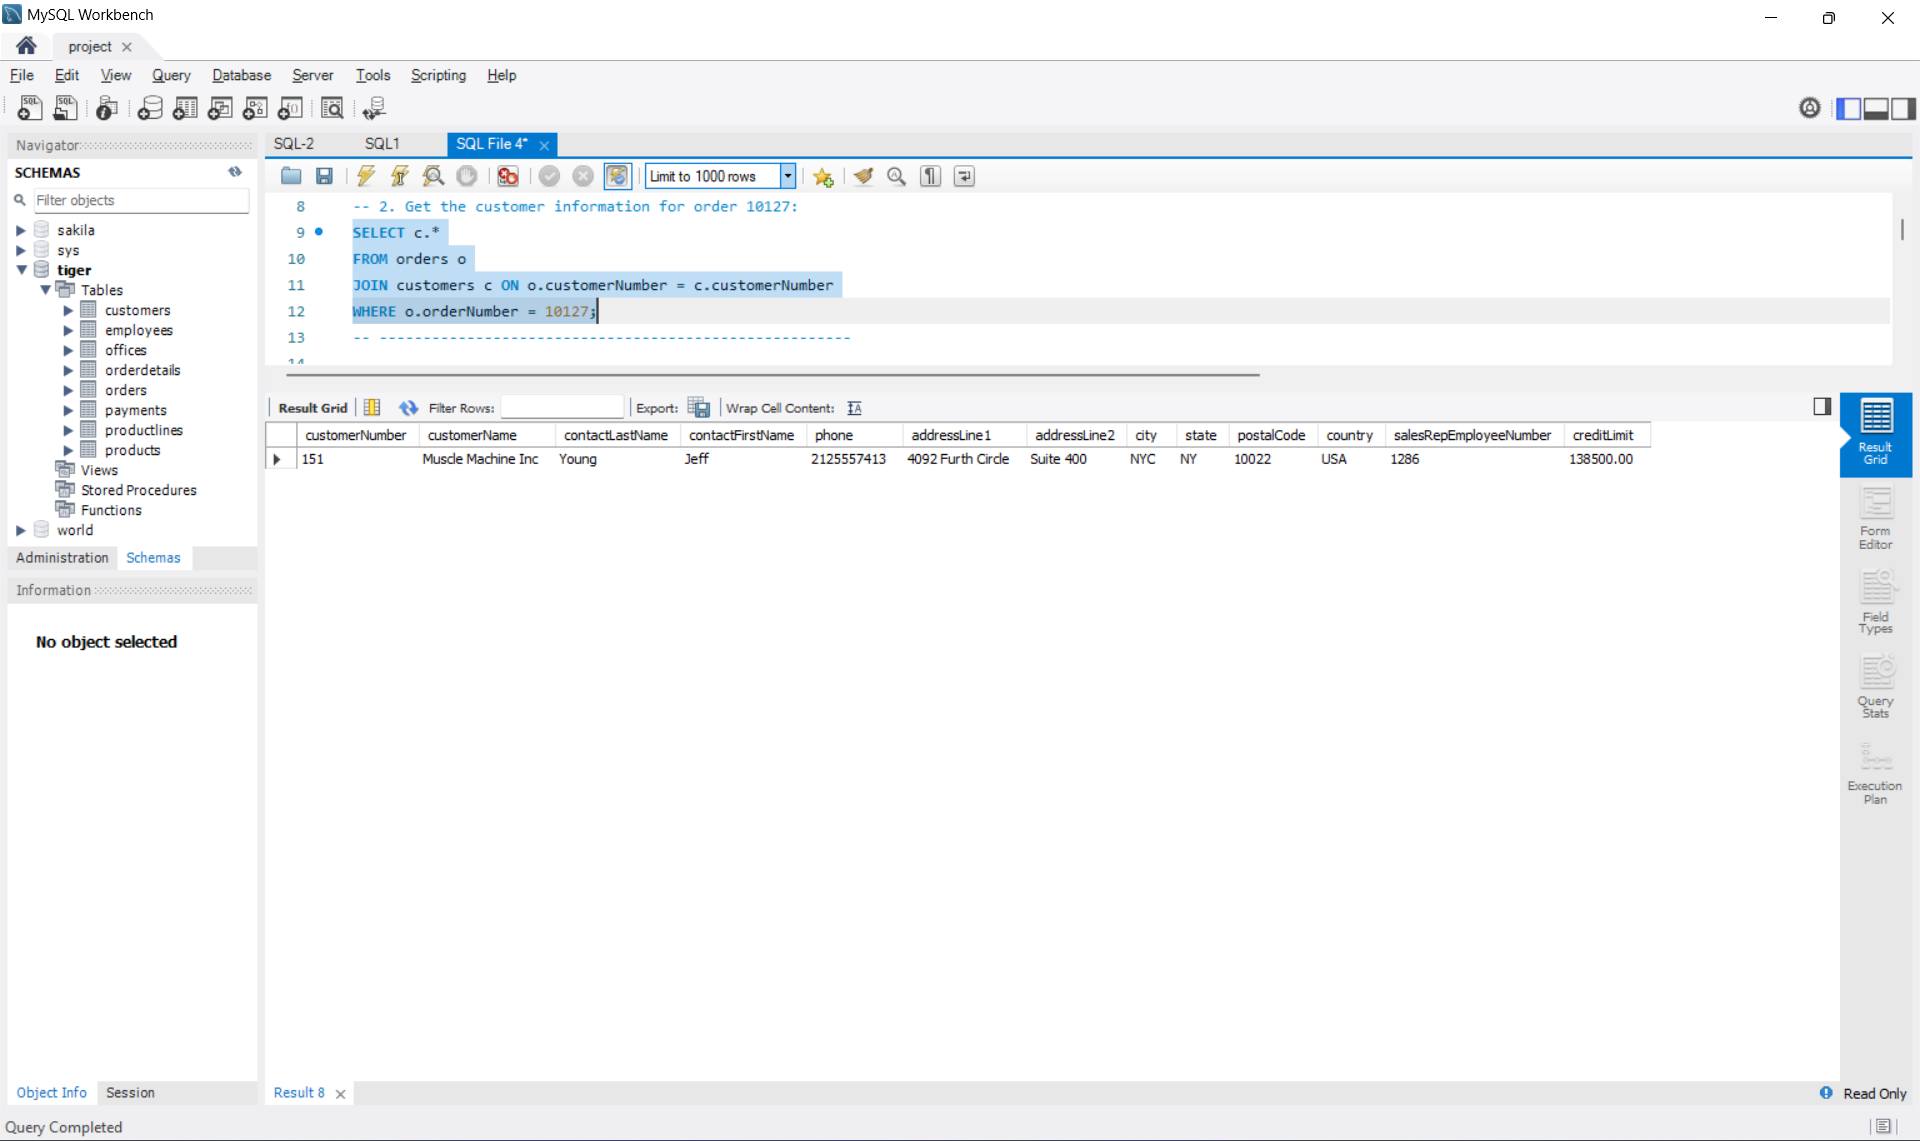 MySQL Workbench
project
File Edit View Query Database Server Tools Scripting Help
Navigator
SCHEMAS
Filter objects
sakila
sys
tiger
Tables
customers
employees
offices
orderdetails
orders
payments
productlines
products
Views
Stored Procedures
Functions
world
Administration Schemas
Information
No object selected
Object Info Session
SQL-2 SQL1 SQL File 4*
Limit to 1000 rows
8 -- 2. Get the customer information for order 10127:
9 SELECT c.*
10 FROM orders o
11 JOIN customers c ON o.customerNumber = c.customerNumber
12 WHERE o.orderNumber = 10127;
13 -- ------------------------------------------------------
14
Result Grid Filter Rows: Export: Wrap Cell Content:
customerNumber customerName contactLastName contactFirstName phone addressLine1 addressLine2 city state postalCode country salesRepEmployeeNumber creditLimit
151 Muscle Machine Inc Young Jeff 2125557413 4092 Furth Circle Suite 400 NYC NY 10022 USA 1286 138500.00
Result
Grid
Form
Editor
Field
Types
Query
Stats
Execution
Plan
Result 8
Read Only
Query Completed